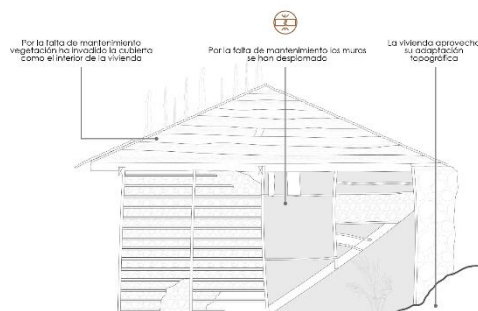 Por la falta de mantenimiento
vegetación ha invadido la cubierta
como el interior de la vivienda
Por la falta de mantenimiento los muros
se han desplomado
La vivienda aprovecha
su adaptación
topográfica